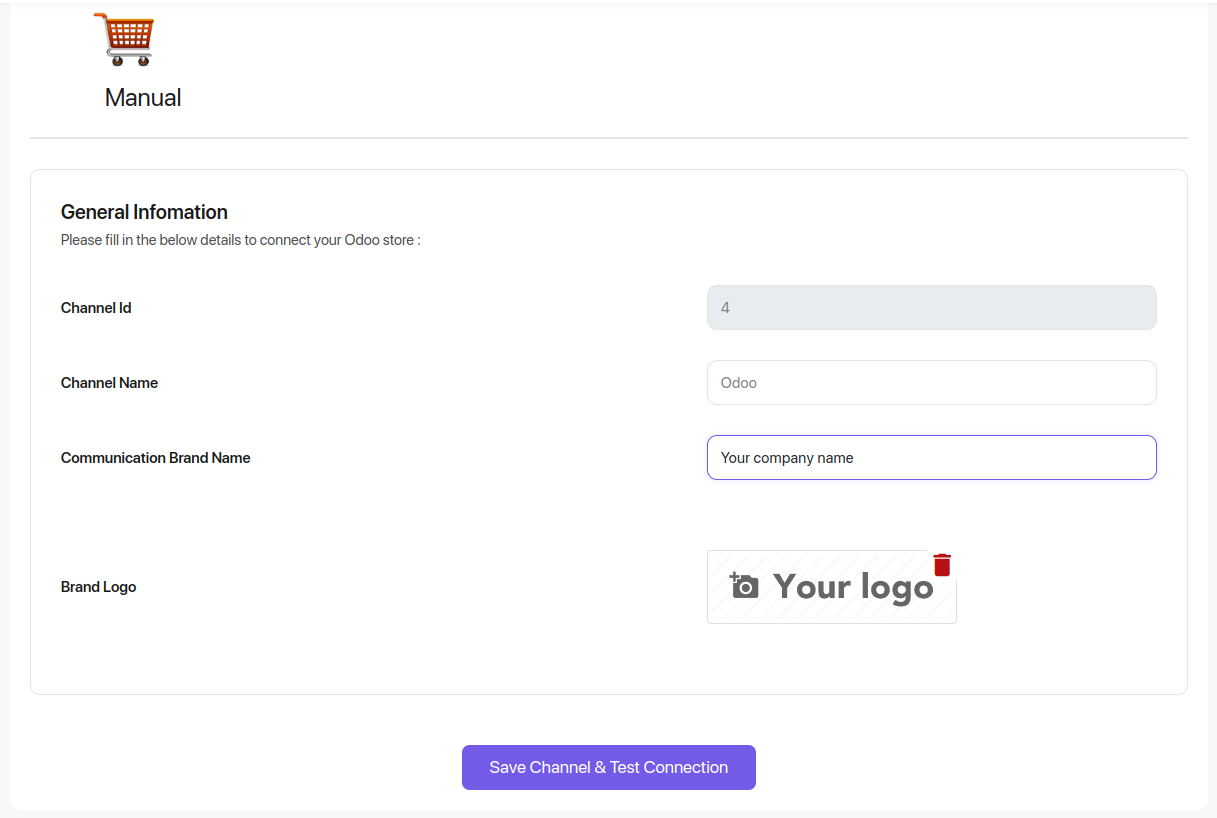 Manual
General Infomation
Please fill in the below details to connect your Odoo store :
Channel Id
4
Channel Name
Odoo
Communication Brand Name
Your company name
Brand Logo
Your logo
Save Channel & Test Connection